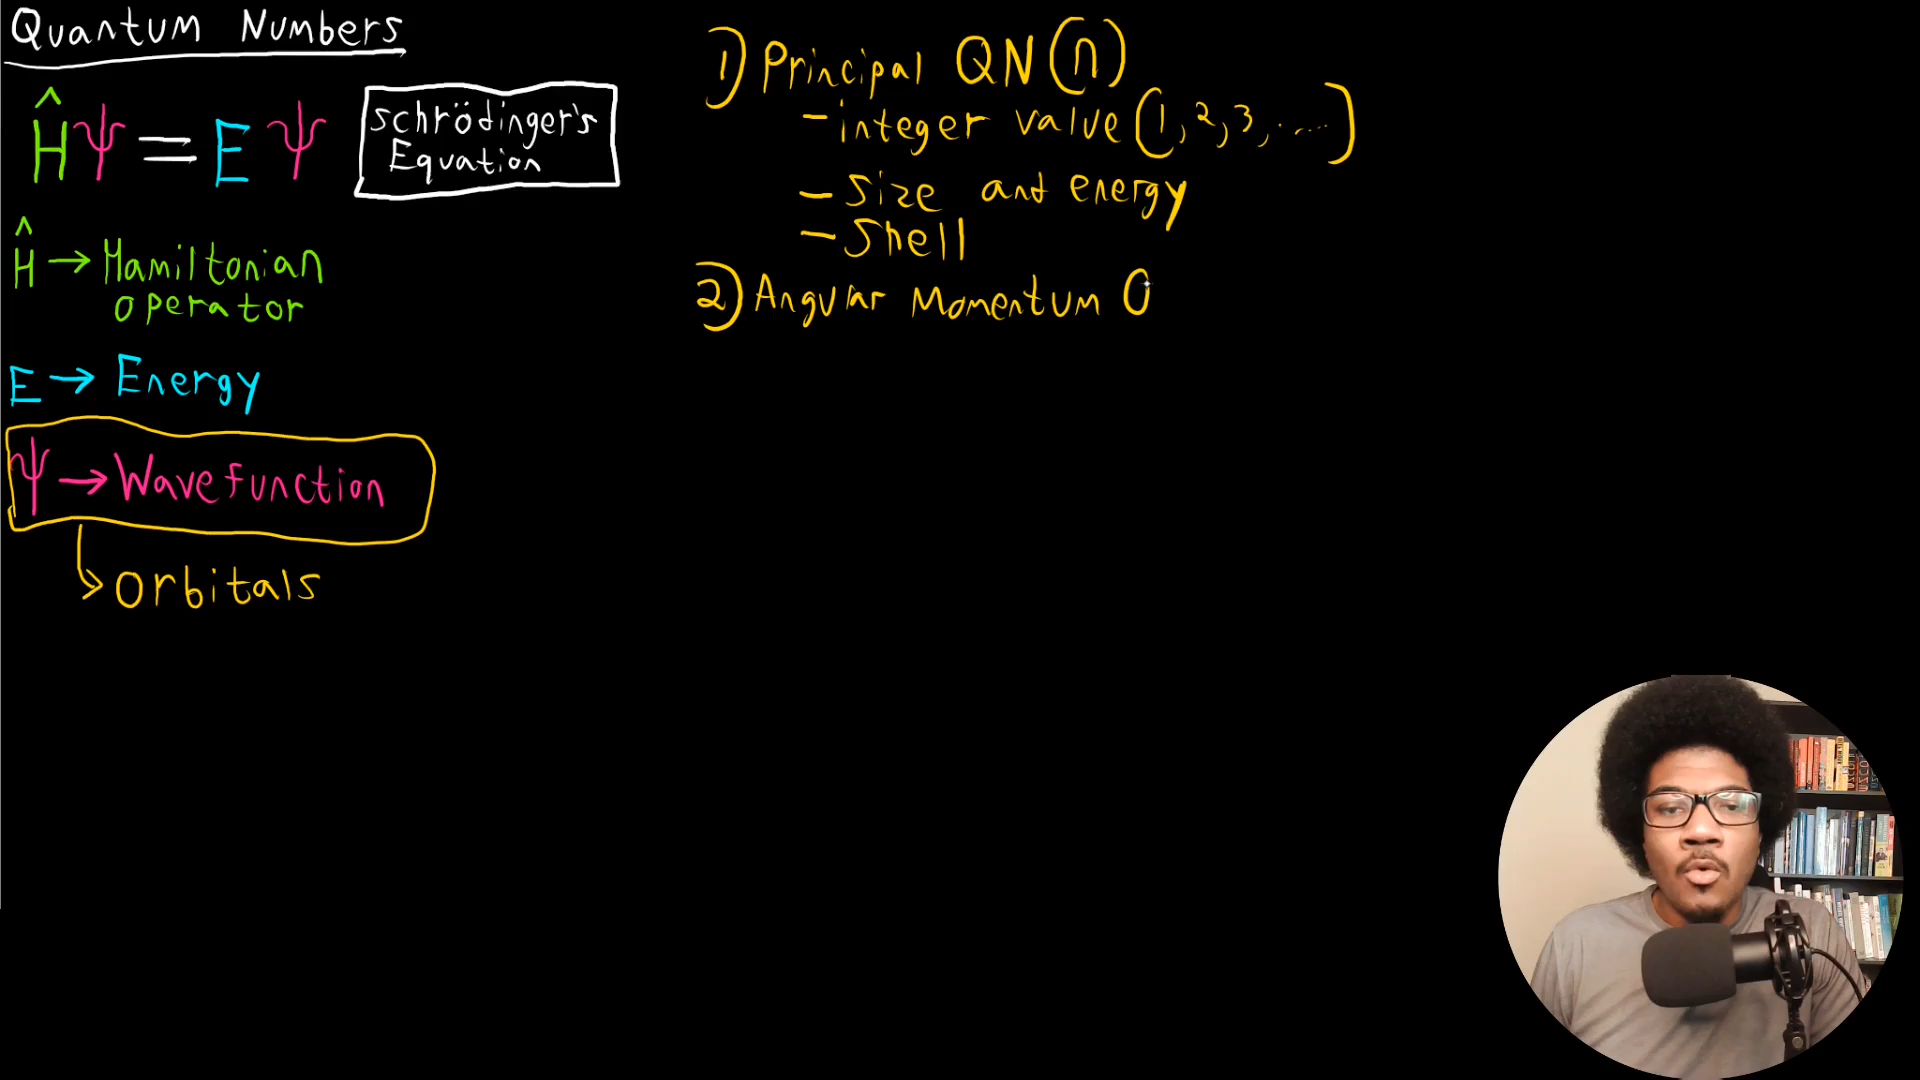 Quantum Numbers
ĤΨ = EΨ
Schrödinger's
Equation
Ĥ → Hamiltonian
operator
E → Energy
Ψ → Wavefunction
↳ Orbitals
1) Principal QN (n)
- integer value (1, 2, 3, .....)
- Size and energy
- Shell
2) Angular Momentum O